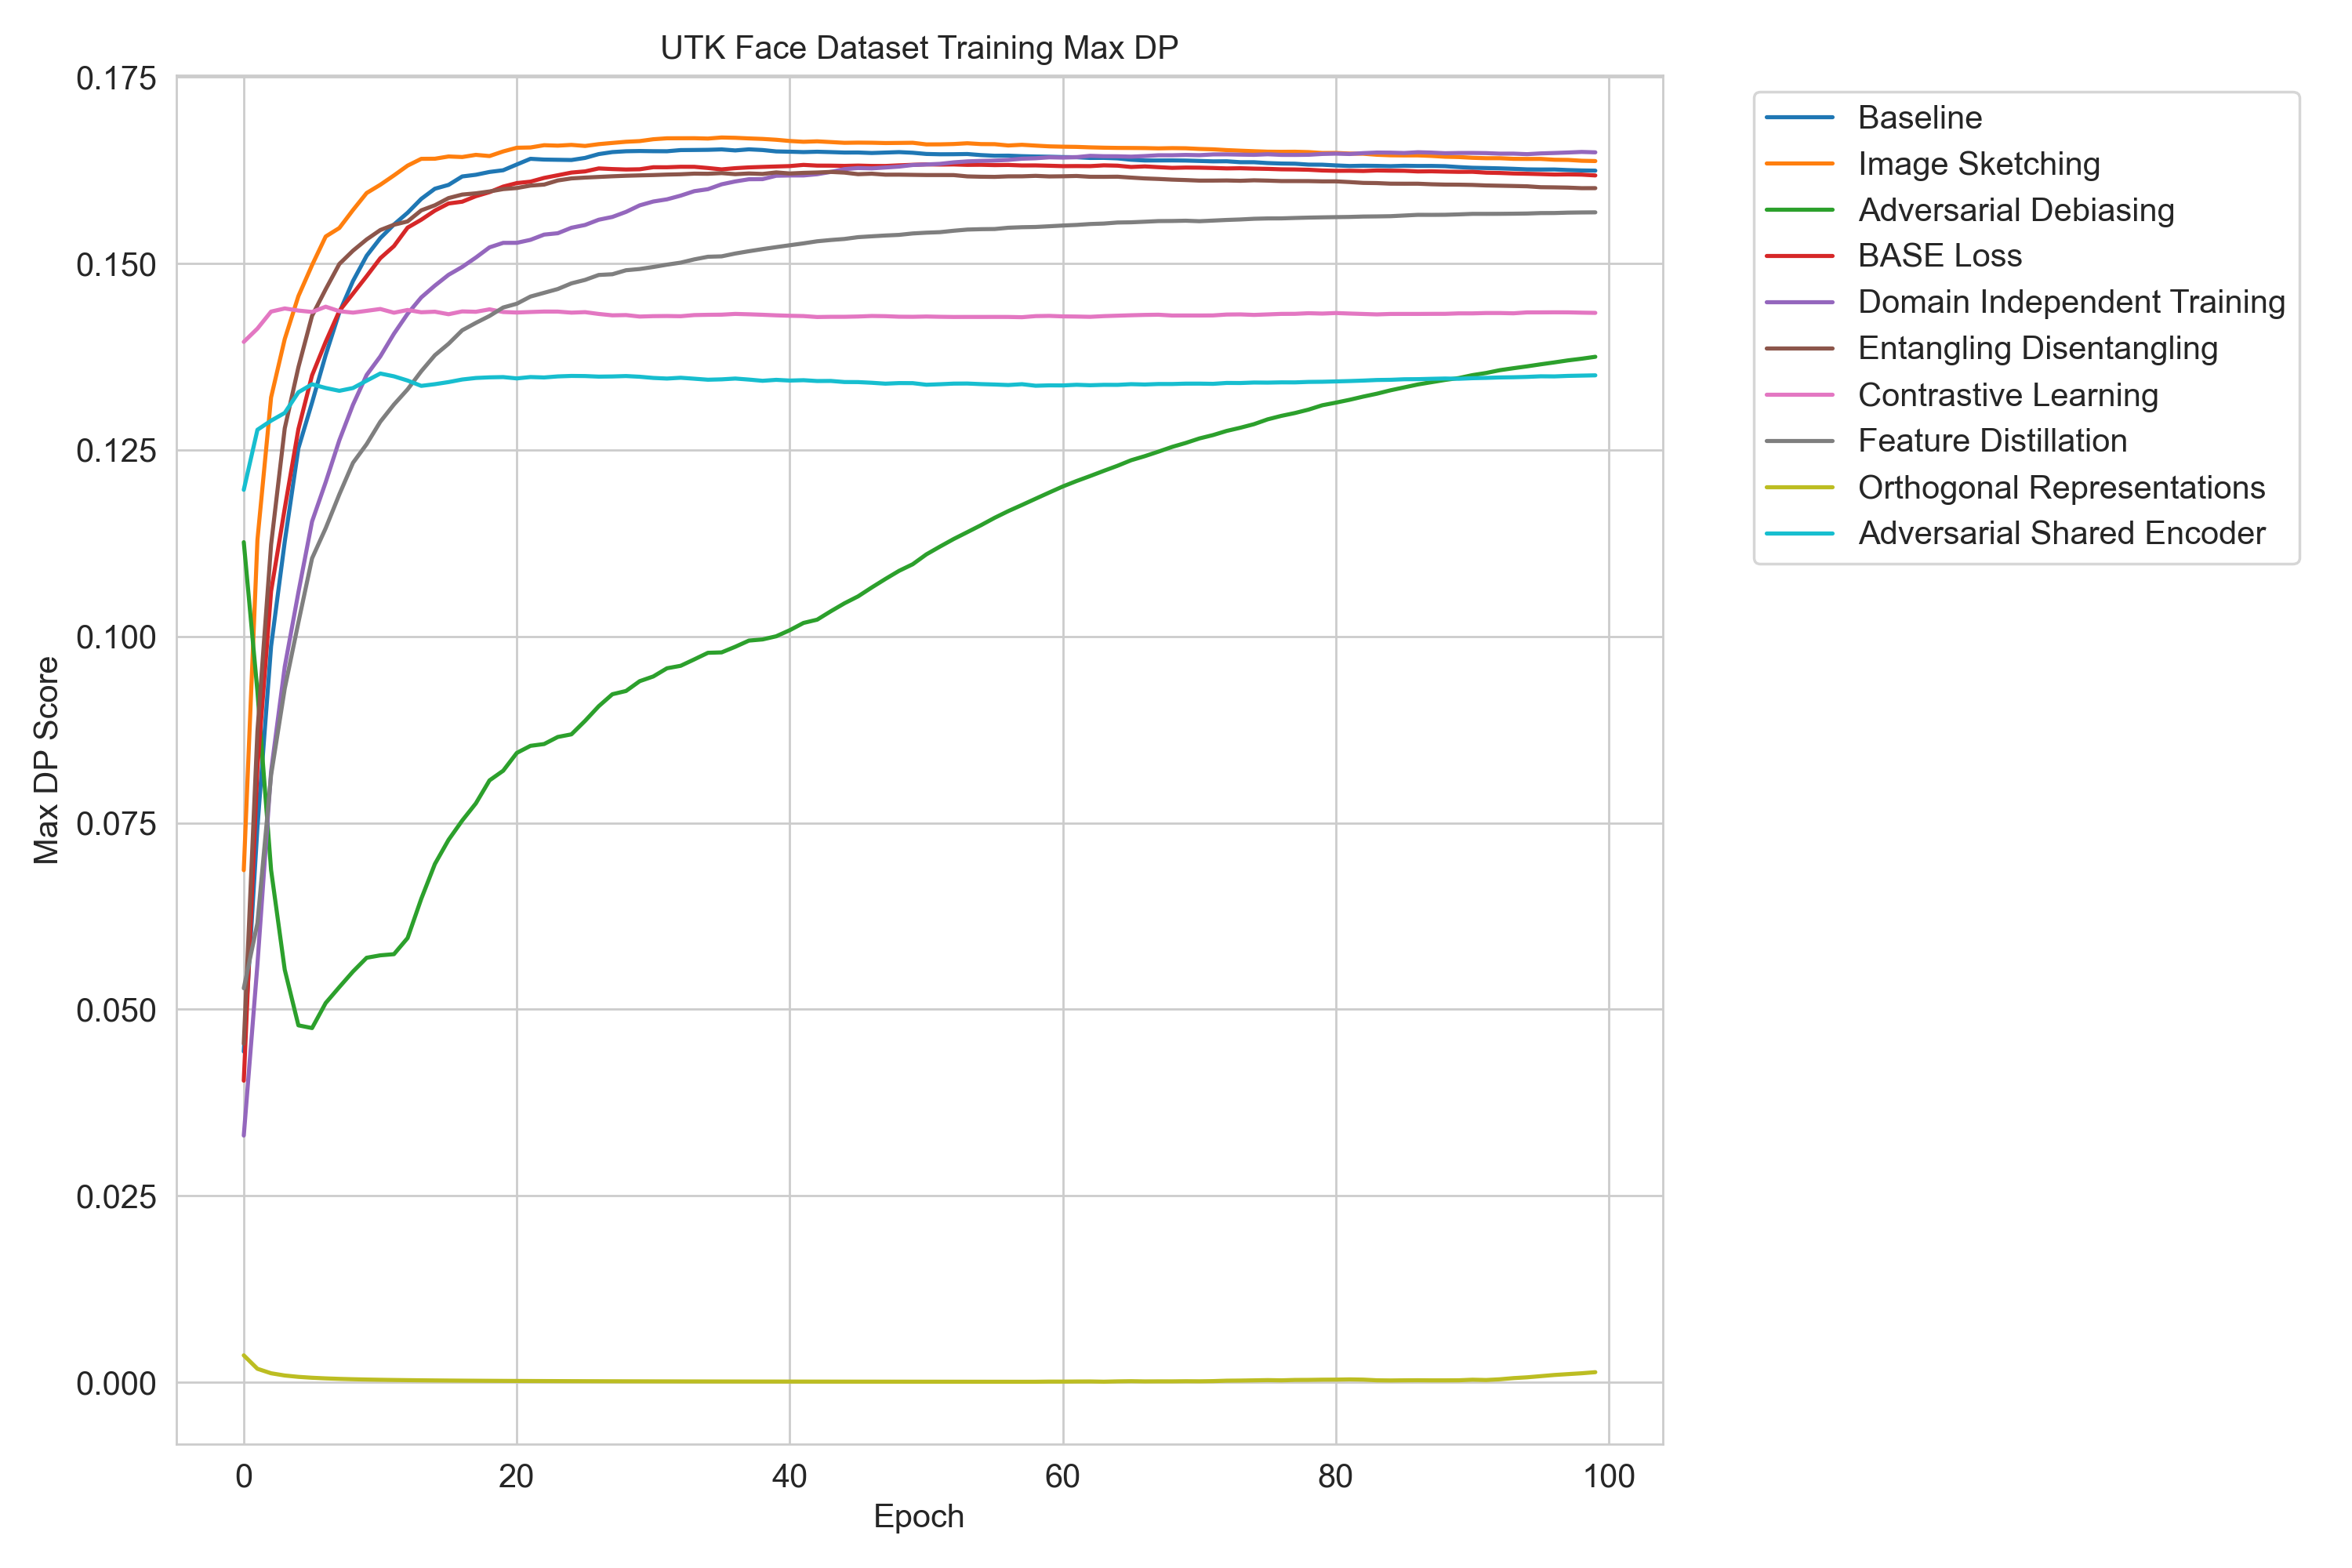 UTK Face Dataset Training Max DP
0.175
0.150
0.125
0.100
0.075
0.050
0.025
0.000
Max DP Score
0 20 40 60 80 100
Epoch
Baseline
Image Sketching
Adversarial Debiasing
BASE Loss
Domain Independent Training
Entangling Disentangling
Contrastive Learning
Feature Distillation
Orthogonal Representations
Adversarial Shared Encoder